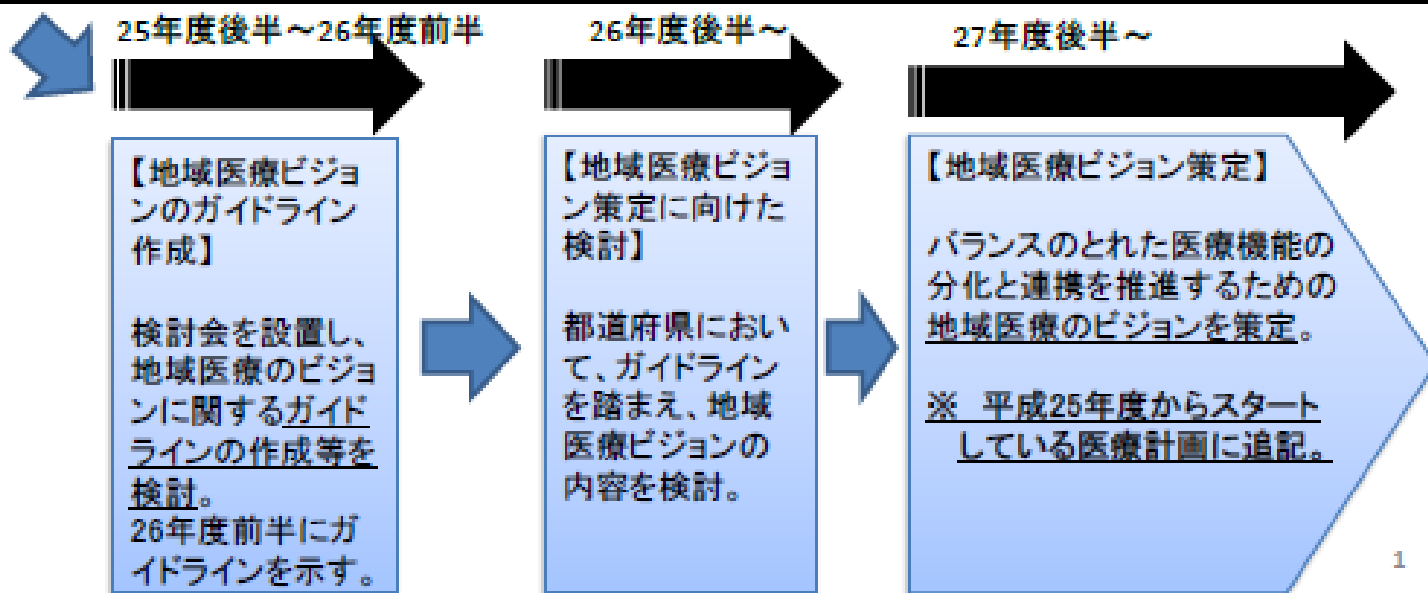 25年度後半～26年度前半
26年後半～
27年度後半～
【地域医療ビジョ
ンのガイドライン
作成】
検討会を設置し、
地域医療のビジョ
ンに関するガイド
ラインの作成等を
検討。
26年度前半にガ
イドラインを示す。
【地域医療ビジョ
ン策定に向けた
検討】
都道府県におい
て、ガイドライン
を踏まえ、地域
医療ビジョンの
内容を検討。
【地域医療ビジョン策定】
バランスのとれた医療機能の
分化と連携を推進するための
地域医療のビジョンを策定。
※　平成25年度からスタート
している医療計画に追記。
1